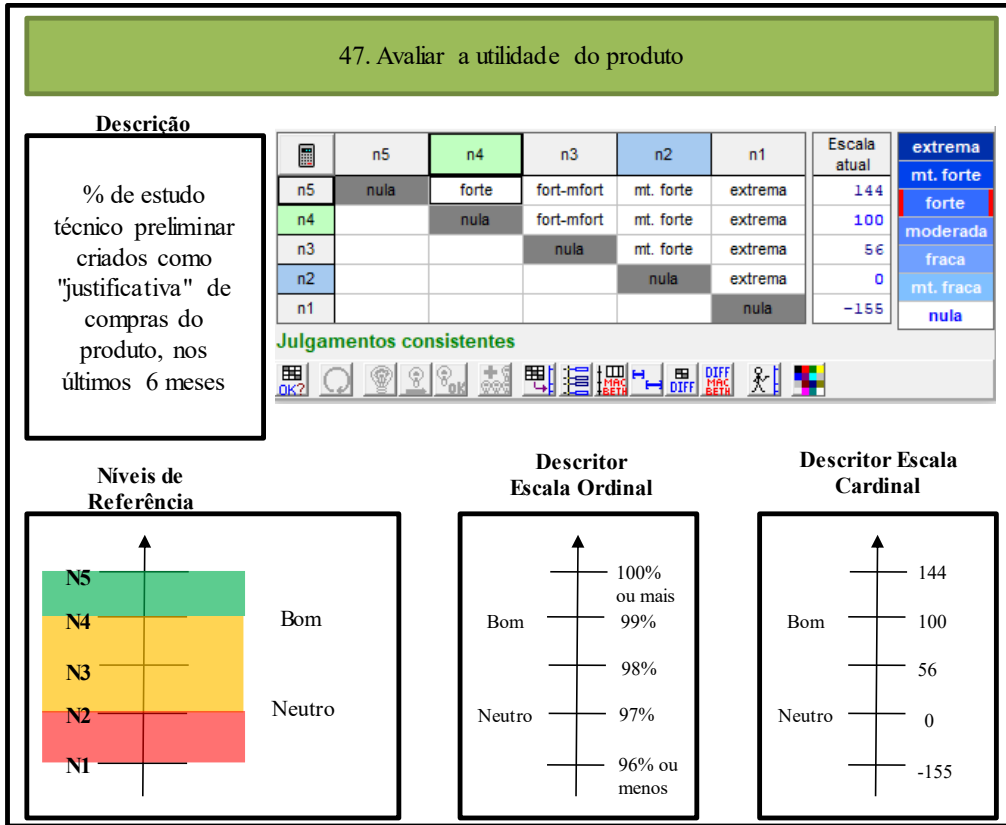 47. Avaliar a utilidade do produto
Descrição
% de estudo
técnico preliminar
criados como
"justificativa" de
compras do
produto, nos
últimos 6 meses
n5 n4 n3 n2 n1 Escala atual
n5 nula forte fort-mfort mt. forte extrema 144
n4 nula fort-mfort mt. forte extrema 100
n3 nula mt. forte extrema 56
n2 nula extrema 0
n1 nula -155
extrema
mt. forte
forte
moderada
fraca
mt. fraca
nula
Julgamentos consistentes
OK? OK MAC BETH DIFF DIFF MAC BETH
Níveis de
Referência
N5
N4
N3
N2
N1
Bom
Neutro
Descritor
Escala Ordinal
100%
ou mais
Bom 99%
98%
Neutro 97%
96% ou
menos
Descritor Escala
Cardinal
144
Bom 100
56
Neutro 0
-155